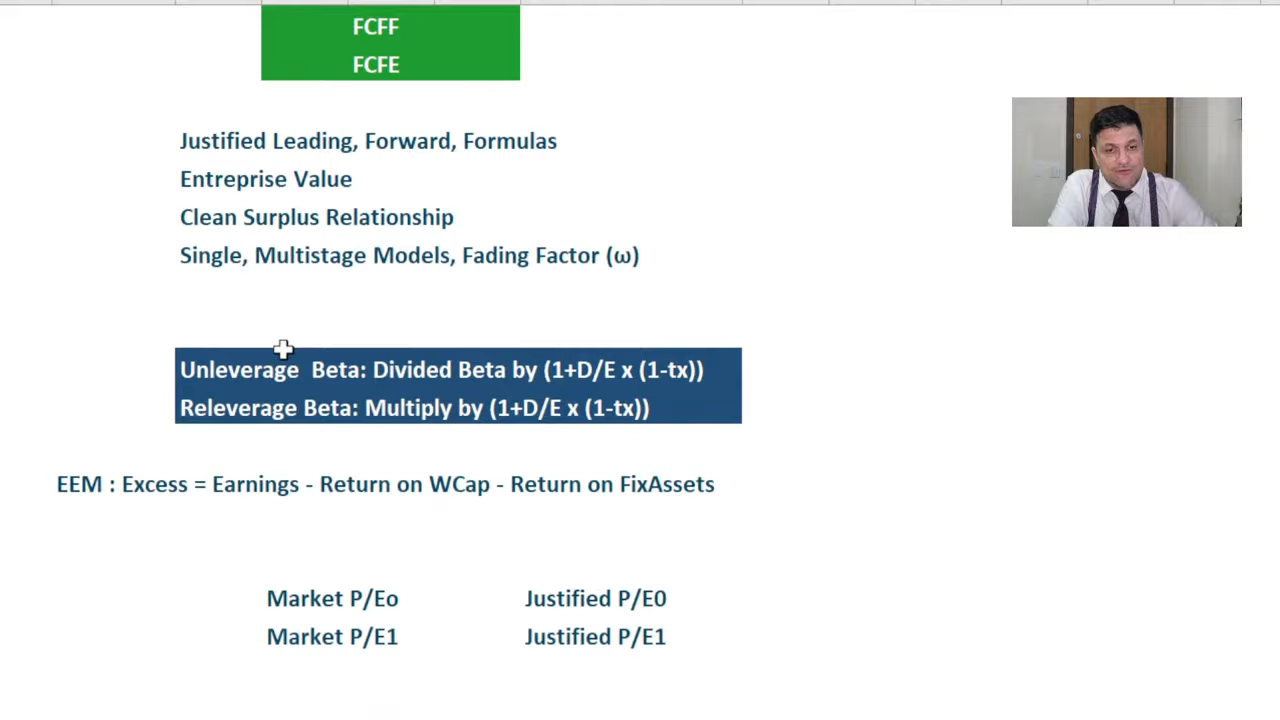 FCFF
FCFE
Justified Leading, Forward, Formulas
Entreprise Value
Clean Surplus Relationship
Single, Multistage Models, Fading Factor (ω)
Unleverage  Beta: Divided Beta by (1+D/E x (1-tx))
Releverage Beta: Multiply by (1+D/E x (1-tx))
EEM : Excess = Earnings - Return on WCap - Return on FixAssets
Market P/Eo Justified P/E0
Market P/E1 Justified P/E1